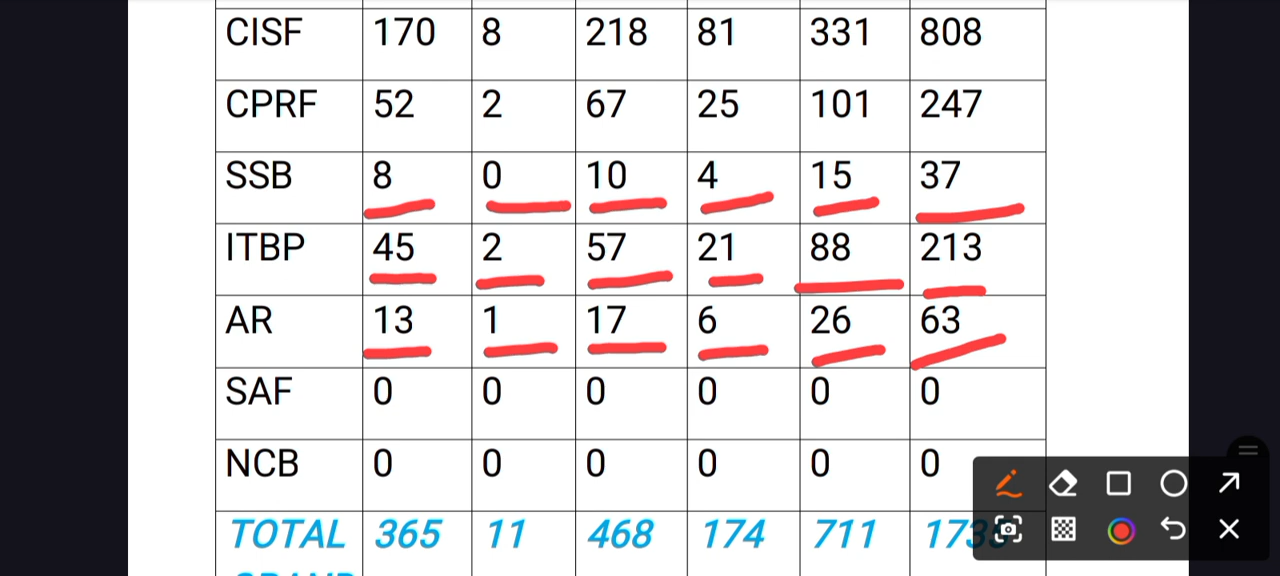 CISF 170 8 218 81 331 808
CPRF 52 2 67 25 101 247
SSB 8 0 10 4 15 37
ITBP 45 2 57 21 88 213
AR 13 1 17 6 26 63
SAF 0 0 0 0 0 0
NCB 0 0 0 0 0 0
TOTAL 365 11 468 174 711